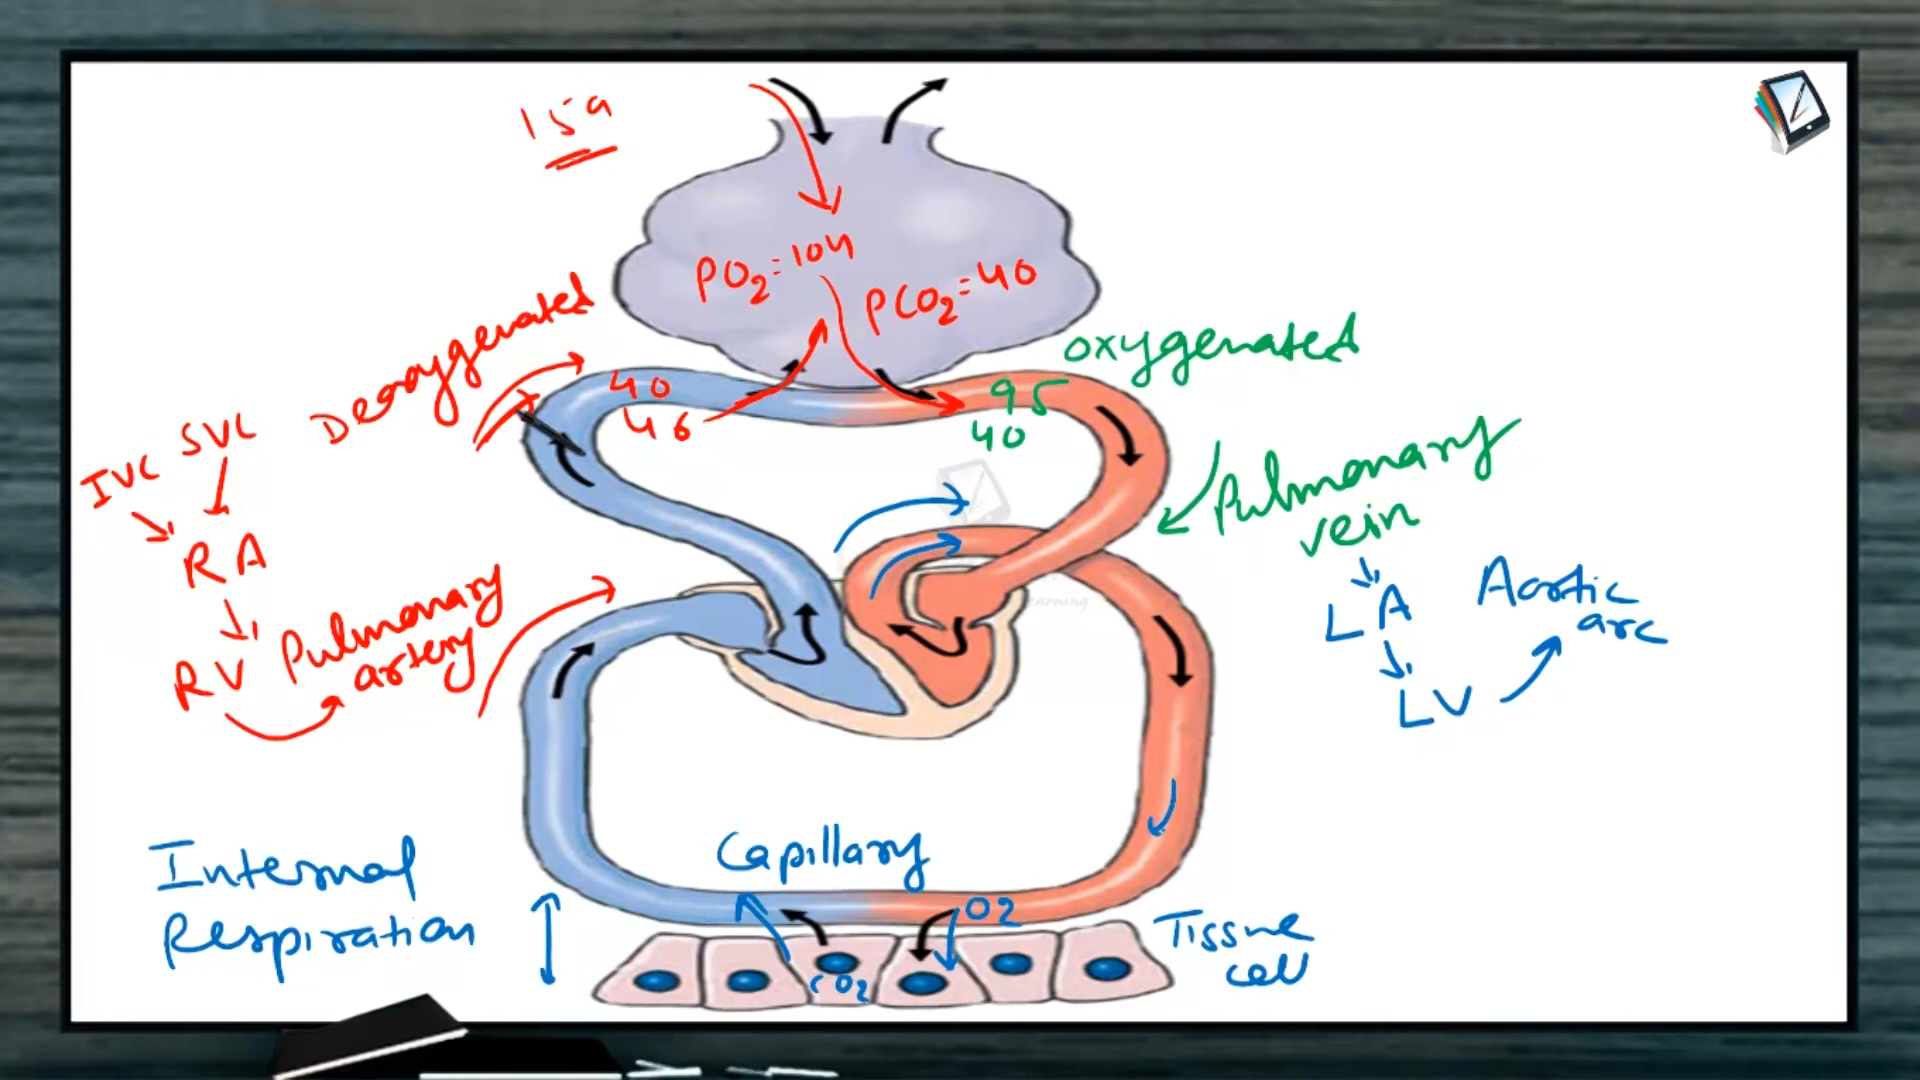 159
PO2=104
PCO2=40
Deoxygenated
40
46
oxygenated
95
40
IVC
SVC
RA
RV
Pulmonary
artery
Pulmonary
vein
LA
LV
Aortic
arc
earning
Internal
Respiration
Capillary
O2
CO2
Tissue
cell